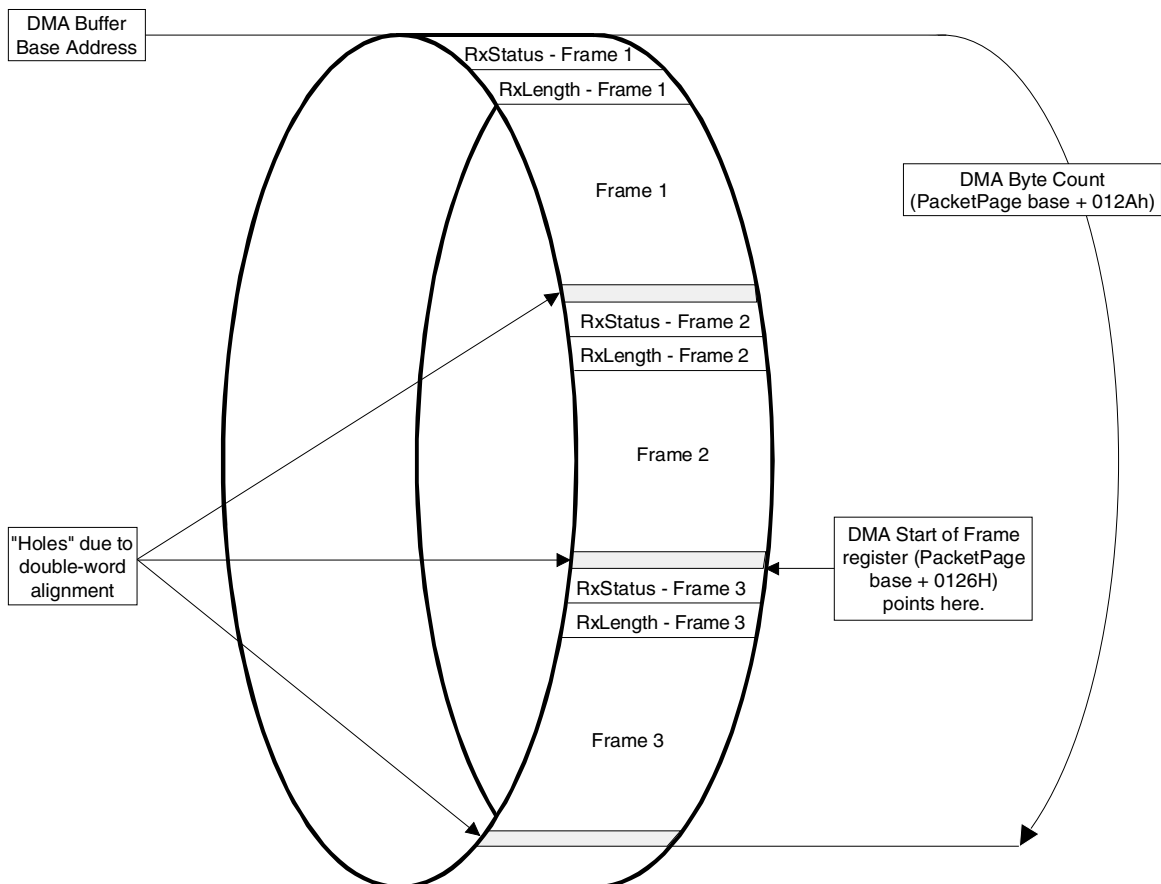 DMA Buffer
Base Address
RxStatus - Frame 1
RxLength - Frame 1
Frame 1
DMA Byte Count
(PacketPage base + 012Ah)
RxStatus - Frame 2
RxLength - Frame 2
Frame 2
"Holes" due to
double-word
alignment
DMA Start of Frame
register (PacketPage
base + 0126H)
points here.
RxStatus - Frame 3
RxLength - Frame 3
Frame 3